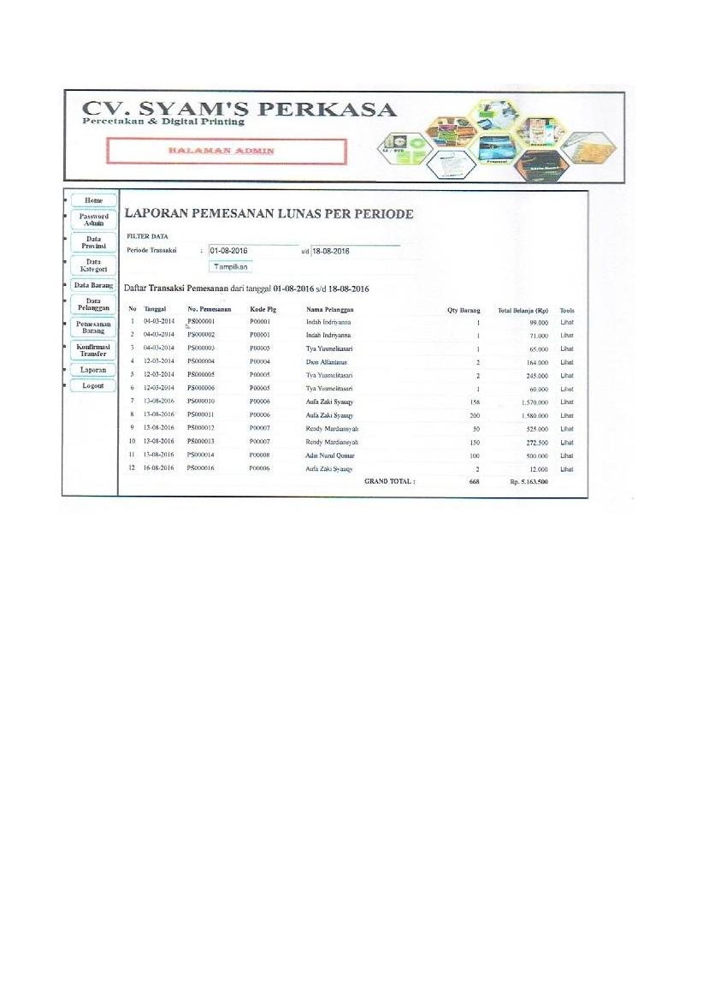 CV. SYAM'S PERKASA
Percetakan & Digital Printing
HALAMAN ADMIN
CD / DVD
Proposal
Home
Password Admin
Data Provinsi
Data Kategori
Data Barang
Data Pelanggan
Pemesanan Barang
Konfirmasi Transfer
Laporan
Logout
LAPORAN PEMESANAN LUNAS PER PERIODE
FILTER DATA
Periode Transaksi : 01-08-2016 s/d 18-08-2016
Tampilkan
Daftar Transaksi Pemesanan dari tanggal 01-08-2016 s/d 18-08-2016
No Tanggal No. Pemesanan Kode Plg Nama Pelanggan Qty Barang Total Belanja (Rp) Tools
1 04-03-2014 PS000001 P00001 Indah Indriyanna 1 99.000 Lihat
2 04-03-2014 PS000002 P00001 Indah Indriyanna 1 71.000 Lihat
3 04-03-2014 PS000003 P00005 Tya Yusmelitasari 1 65.000 Lihat
4 12-03-2014 PS000004 P00004 Dion Alfantinus 2 164.000 Lihat
5 12-03-2014 PS000005 P00005 Tya Yusmelitasari 2 245.000 Lihat
6 12-03-2014 PS000006 P00005 Tya Yusmelitasari 1 60.000 Lihat
7 13-08-2016 PS000010 P00006 Aufa Zaki Syauqy 158 1.570.000 Lihat
8 13-08-2016 PS000011 P00006 Aufa Zaki Syauqy 200 1.580.000 Lihat
9 13-08-2016 PS000012 P00007 Rendy Mardiansyah 50 525.000 Lihat
10 13-08-2016 PS000013 P00007 Rendy Mardiansyah 150 272.500 Lihat
11 13-08-2016 PS000014 P00008 Adin Nurul Qomar 100 500.000 Lihat
12 16-08-2016 PS000016 P00006 Aufa Zaki Syauqy 2 12.000 Lihat
GRAND TOTAL : 668 Rp. 5.163.500